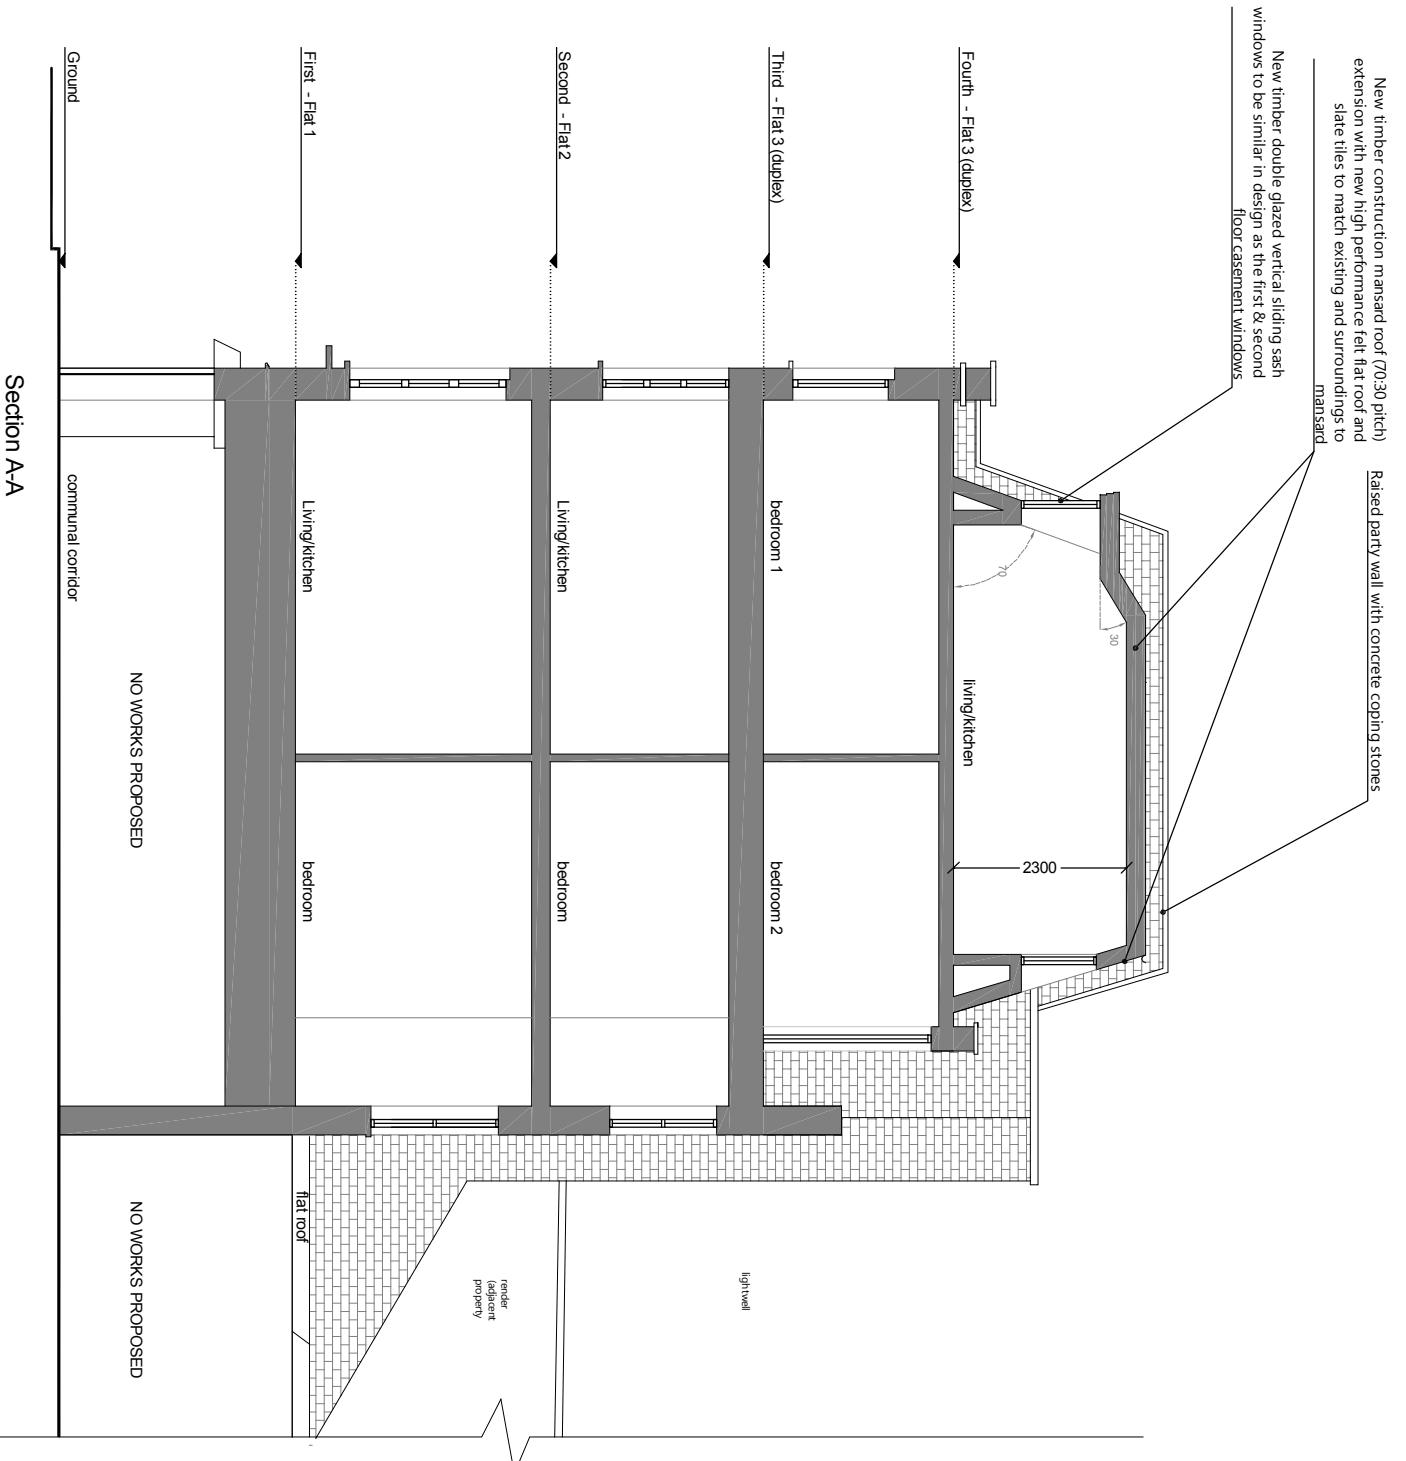 New timber construction mansard roof (70:30 pitch)
extension with new high performance felt flat roof and
slate tiles to match existing and surroundings to
mansard
Raised party wall with concrete coping stones
New timber double glazed vertical sliding sash
windows to be similar in design as the first & second
floor casement windows
Fourth - Flat 3 (duplex)
living/kitchen
70
30
2300
Third - Flat 3 (duplex)
bedroom 1
bedroom 2
lightwell
Second - Flat 2
Living/kitchen
bedroom
render
(adjacent
property
First - Flat 1
Living/kitchen
bedroom
flat roof
NO WORKS PROPOSED
NO WORKS PROPOSED
Ground
communal corridor
Section A-A